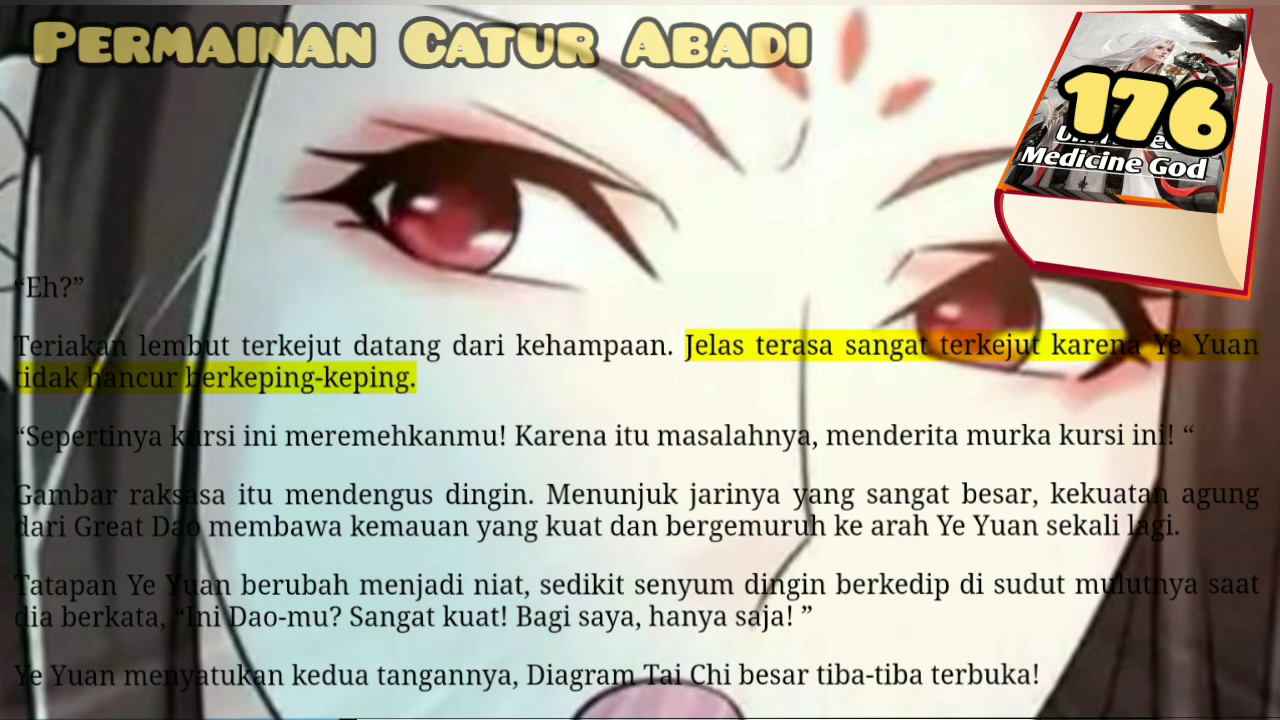 PERMAINAN CATUR ABADI
176
Medicine God
“Eh?”
Teriakan lembut terkejut datang dari kehampaan. Jelas terasa sangat terkejut karena Ye Yuan
tidak hancur berkeping-keping.
“Sepertinya kursi ini meremehkanmu! Karena itu masalahnya, menderita murka kursi ini! “
Gambar raksasa itu mendengus dingin. Menunjuk jarinya yang sangat besar, kekuatan agung
dari Great Dao membawa kemauan yang kuat dan bergemuruh ke arah Ye Yuan sekali lagi.
Tatapan Ye Yuan berubah menjadi niat, sedikit senyum dingin berkedip di sudut mulutnya saat
dia berkata, “Ini Dao-mu? Sangat kuat! Bagi saya, hanya saja! ”
Ye Yuan menyatukan kedua tangannya, Diagram Tai Chi besar tiba-tiba terbuka!